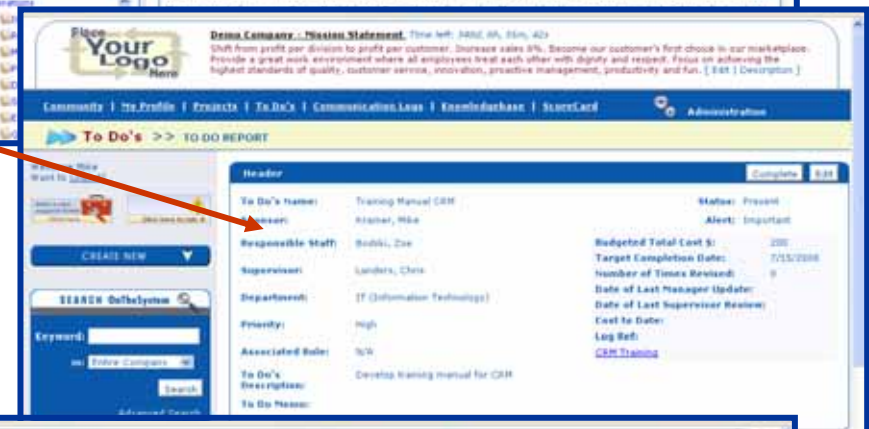 Place
Your
Logo
Here
Demo Company - Mission Statement. Time left:
Shift from profit per division to profit per customer. Increase sales 8%. Become our customer's first choice in our marketplace.
Provide a great work environment where all employees treat each other with dignity and respect. Focus on achieving the
highest standards of quality, customer service, innovation, proactive management, productivity and fun. [ Edit | Description ]
Community | My Profile | Projects | To Do's | Communication Logs | Knowledgebase | ScoreCard
Administration
To Do's >> TO DO REPORT
Mike
Want to
Header
Complete Edit
To Do's Name: Training Manual CRM
Status: Present
Sponsor: Kramer, Mike
Alert: Important
Responsible Staff: Zoe
Budgeted Total Cost $: 200
Target Completion Date:
Supervisor: Landers, Chris
Number of Times Revised: 0
Date of Last Manager Update:
Department: IT (Information Technology)
Date of Last Supervisor Review:
Priority: High
Cost to Date:
Log Ref:
Associated Role: N/A
CRM Training
To Do's Description: Develop training manual for CRM
To Do Memo:
CREATE NEW
SEARCH OnTheSystem
Keyword:
in: Entire Company
Search
Advanced Search